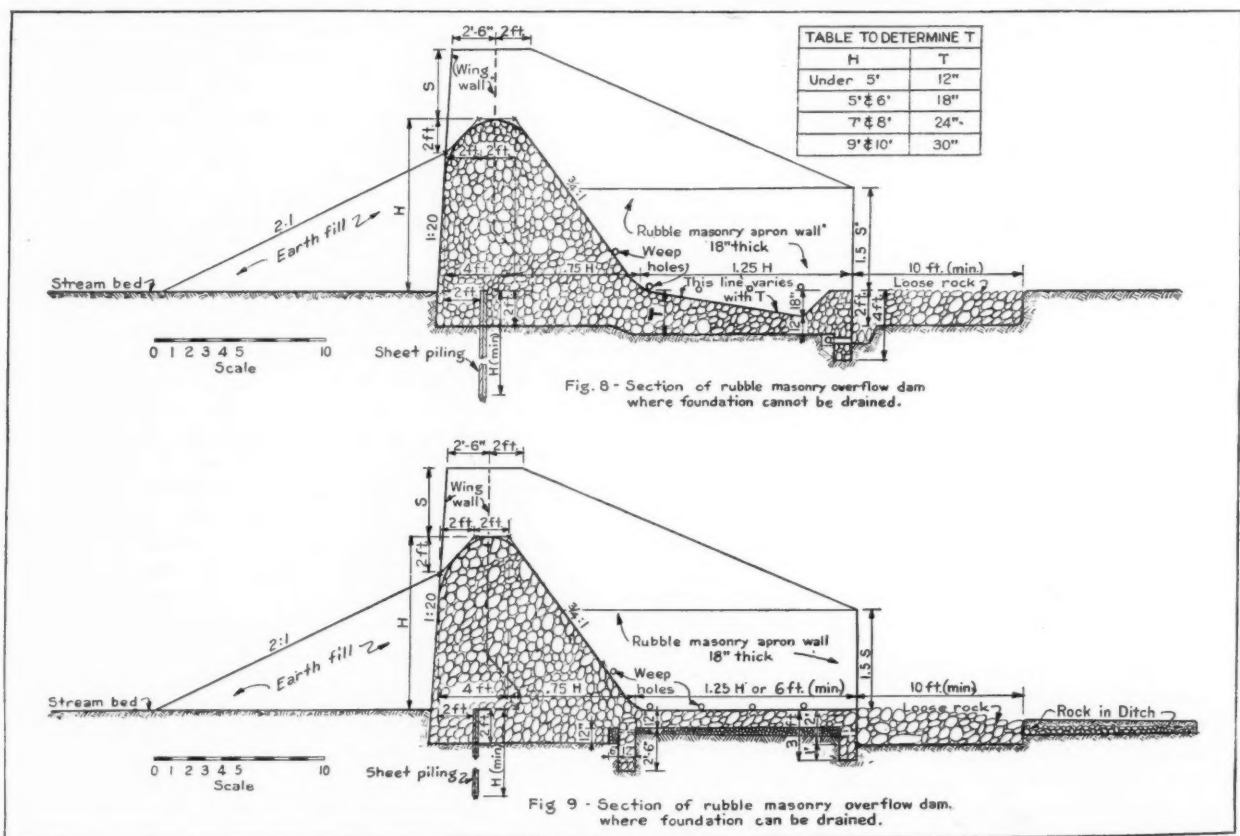 2'-6" 2ft.
TABLE TO DETERMINE T
H T
Under 5' 12"
5' & 6' 18"
7' & 8' 24"
9' & 10' 30"
Wing
wall
S
2ft.
2ft. 2ft.
H
3/4:1
2:1
Earth fill
1:20
Rubble masonry apron wall
18" thick
1.5 S
Weep
holes
Stream bed
4 ft. .75 H
1.25 H
10 ft. (min.)
This line varies
with T
Loose rock
2ft.
2'
T
18"
12"
2ft.
4ft.
0 1 2 3 4 5 10
Scale
Sheet piling
H (min)
Fig. 8 - Section of rubble masonry overflow dam
where foundation cannot be drained.
2'-6" 2ft.
S
Wing
wall
2ft. 2ft.
2ft.
H
1:20
3/4:1
2:1
Earth fill
Rubble masonry apron wall
18" thick
1.5 S
Stream bed
4 ft. .75 H
Weep
holes
1.25 H or 6 ft. (min)
10 ft. (min)
Loose rock
Rock in Ditch
2ft.
2ft.
12"
12"
2'-6"
12"
1'
0 1 2 3 4 5 10
Scale
Sheet piling
H (min)
Fig 9 - Section of rubble masonry overflow dam.
where foundation can be drained.